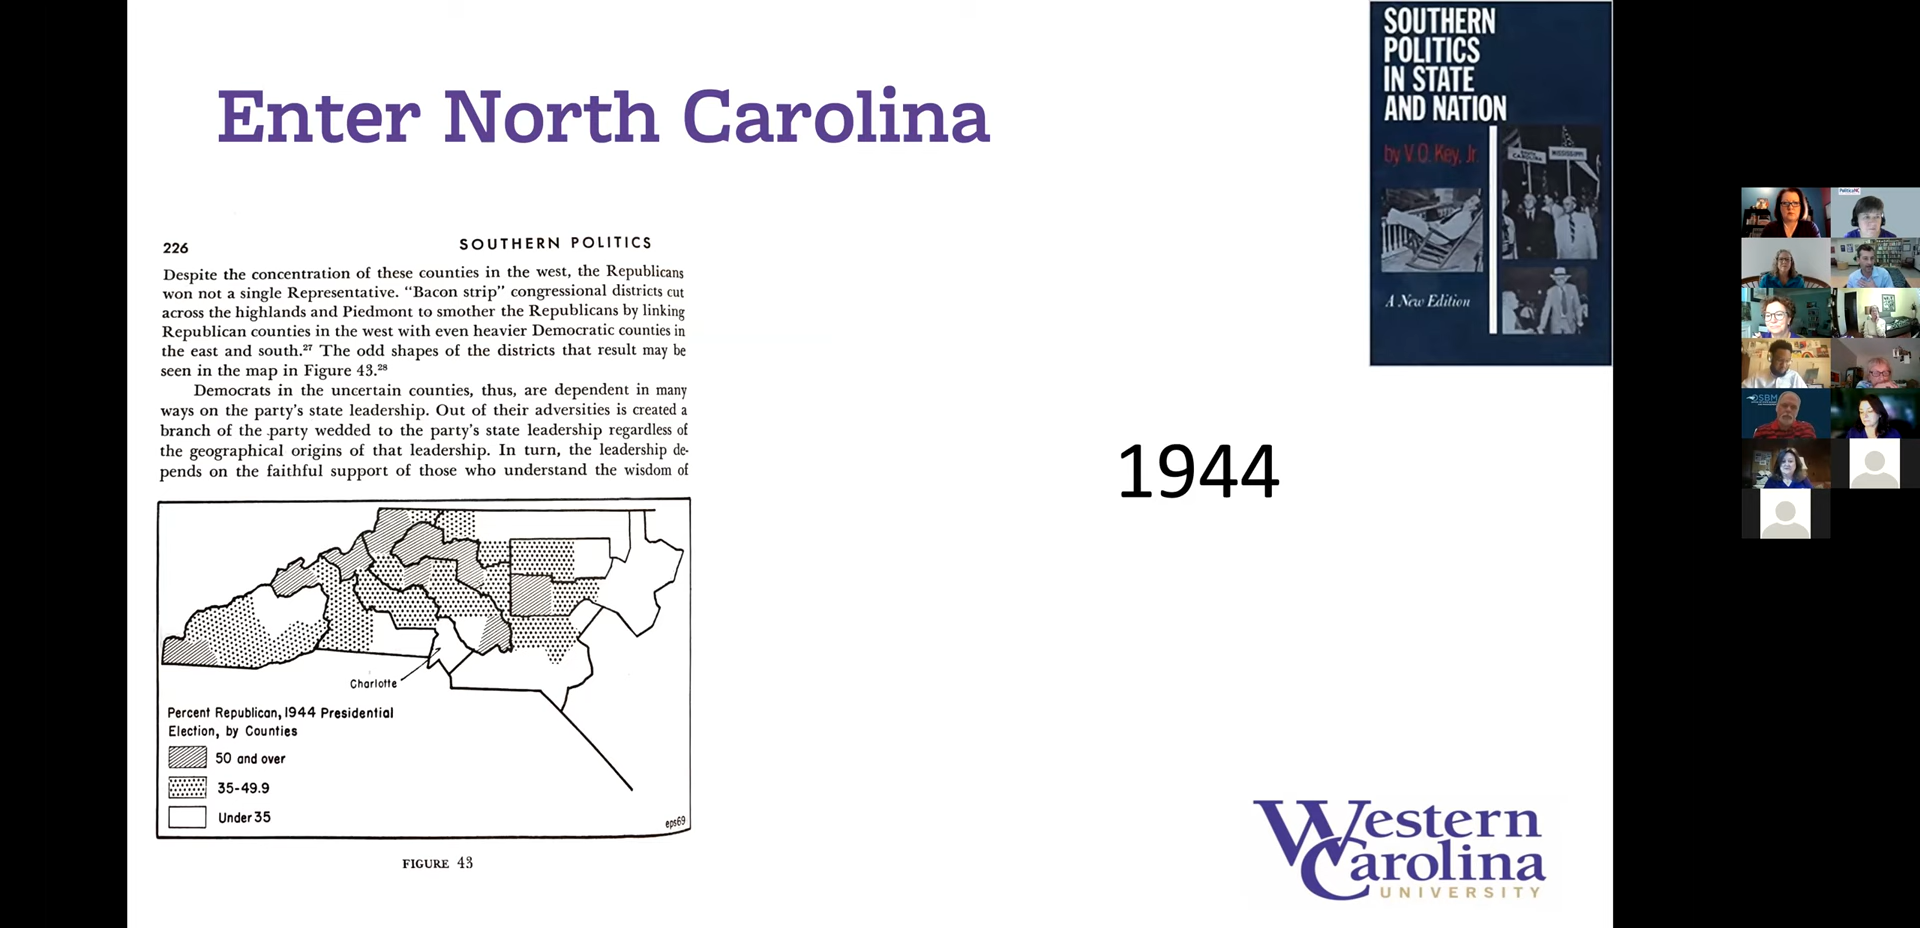 Enter North Carolina
226
SOUTHERN POLITICS
Despite the concentration of these counties in the west, the Republicans
won not a single Representative. “Bacon strip” congressional districts cut
across the highlands and Piedmont to smother the Republicans by linking
Republican counties in the west with even heavier Democratic counties in
the east and south.²⁷ The odd shapes of the districts that result may be
seen in the map in Figure 43.²⁸
Democrats in the uncertain counties, thus, are dependent in many
ways on the party's state leadership. Out of their adversities is created a
branch of the party wedded to the party's state leadership regardless of
the geographical origins of that leadership. In turn, the leadership de-
pends on the faithful support of those who understand the wisdom of
Charlotte
Percent Republican, 1944 Presidential
Election, by Counties
50 and over
35-49.9
Under 35
eps69
FIGURE 43
1944
SOUTHERN
POLITICS
IN STATE
AND NATION
by V.O. Key, Jr.
CAROLINA
MISSISSIPPI
A New Edition
Western
Carolina
UNIVERSITY
OSBM